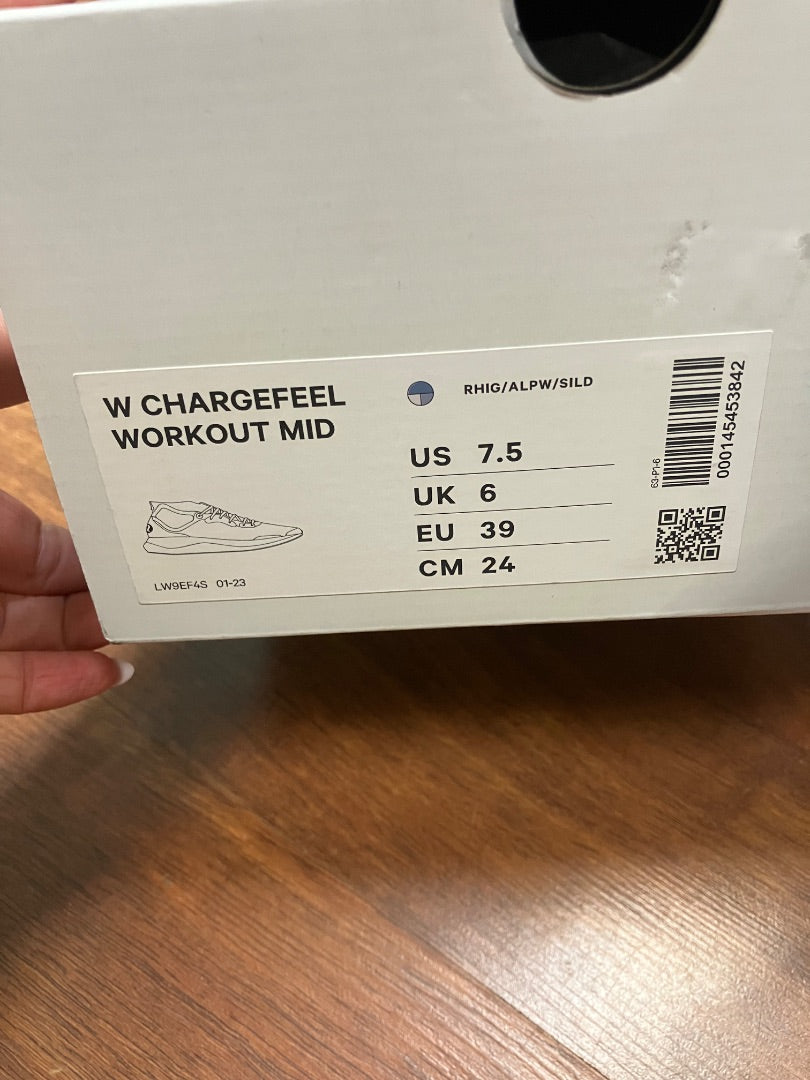 W CHARGEFEEL
WORKOUT MID
LW9EF4S 01-23
RHIG/ALPW/SILD
US 7.5
UK 6
EU 39
CM 24
63-P1-6
000145453842